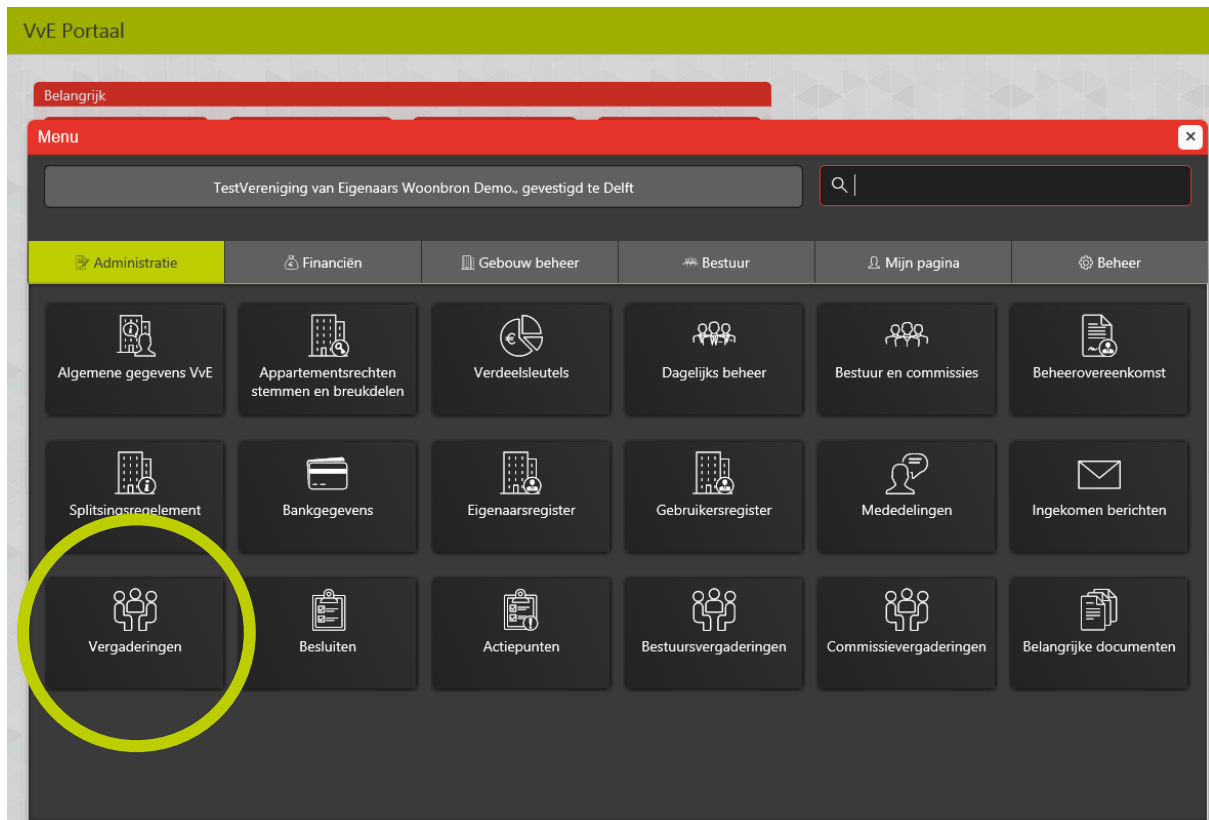 VvE Portaal
Belangrijk
Menu
TestVereniging van Eigenaars Woonbron Demo., gevestigd te Delft
Administratie
Financiën
Gebouw beheer
Bestuur
Mijn pagina
Beheer
Algemene gegevens VvE
Appartementsrechten
stemmen en breukdelen
Verdeelsleutels
Dagelijks beheer
Bestuur en commissies
Beheerovereenkomst
Splitsingsregelement
Bankgegevens
Eigenaarsregister
Gebruikersregister
Mededelingen
Ingekomen berichten
Vergaderingen
Besluiten
Actiepunten
Bestuursvergaderingen
Commissievergaderingen
Belangrijke documenten